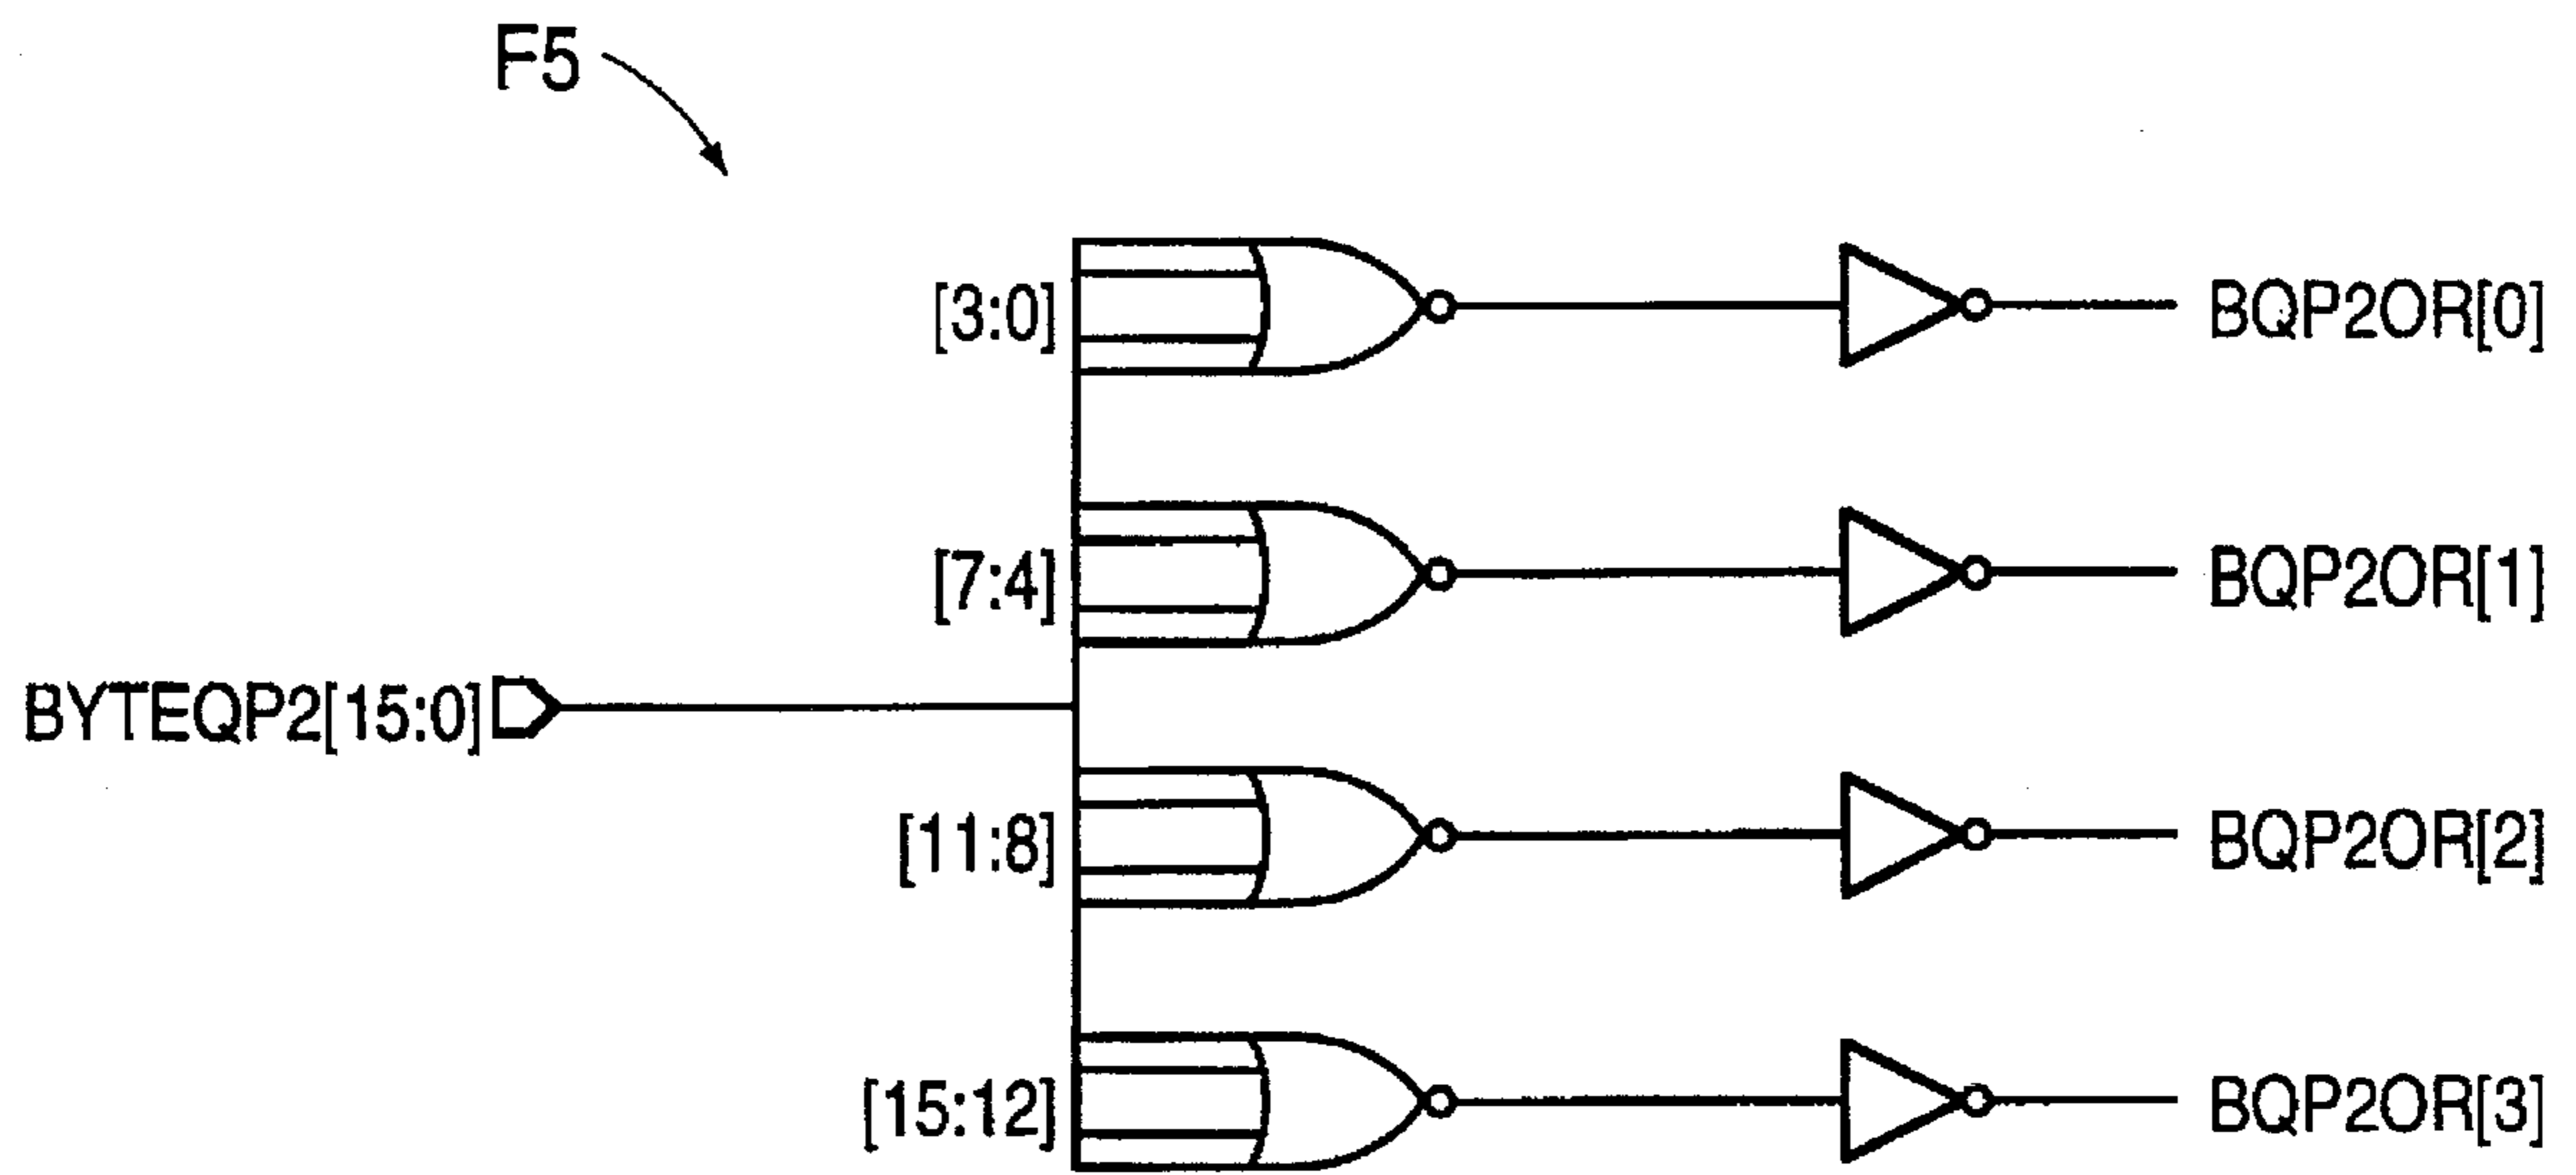 F5
[3:0]
BQP2OR[0]
[7:4]
BQP2OR[1]
BYTEQP2[15:0]
[11:8]
BQP2OR[2]
[15:12]
BQP2OR[3]